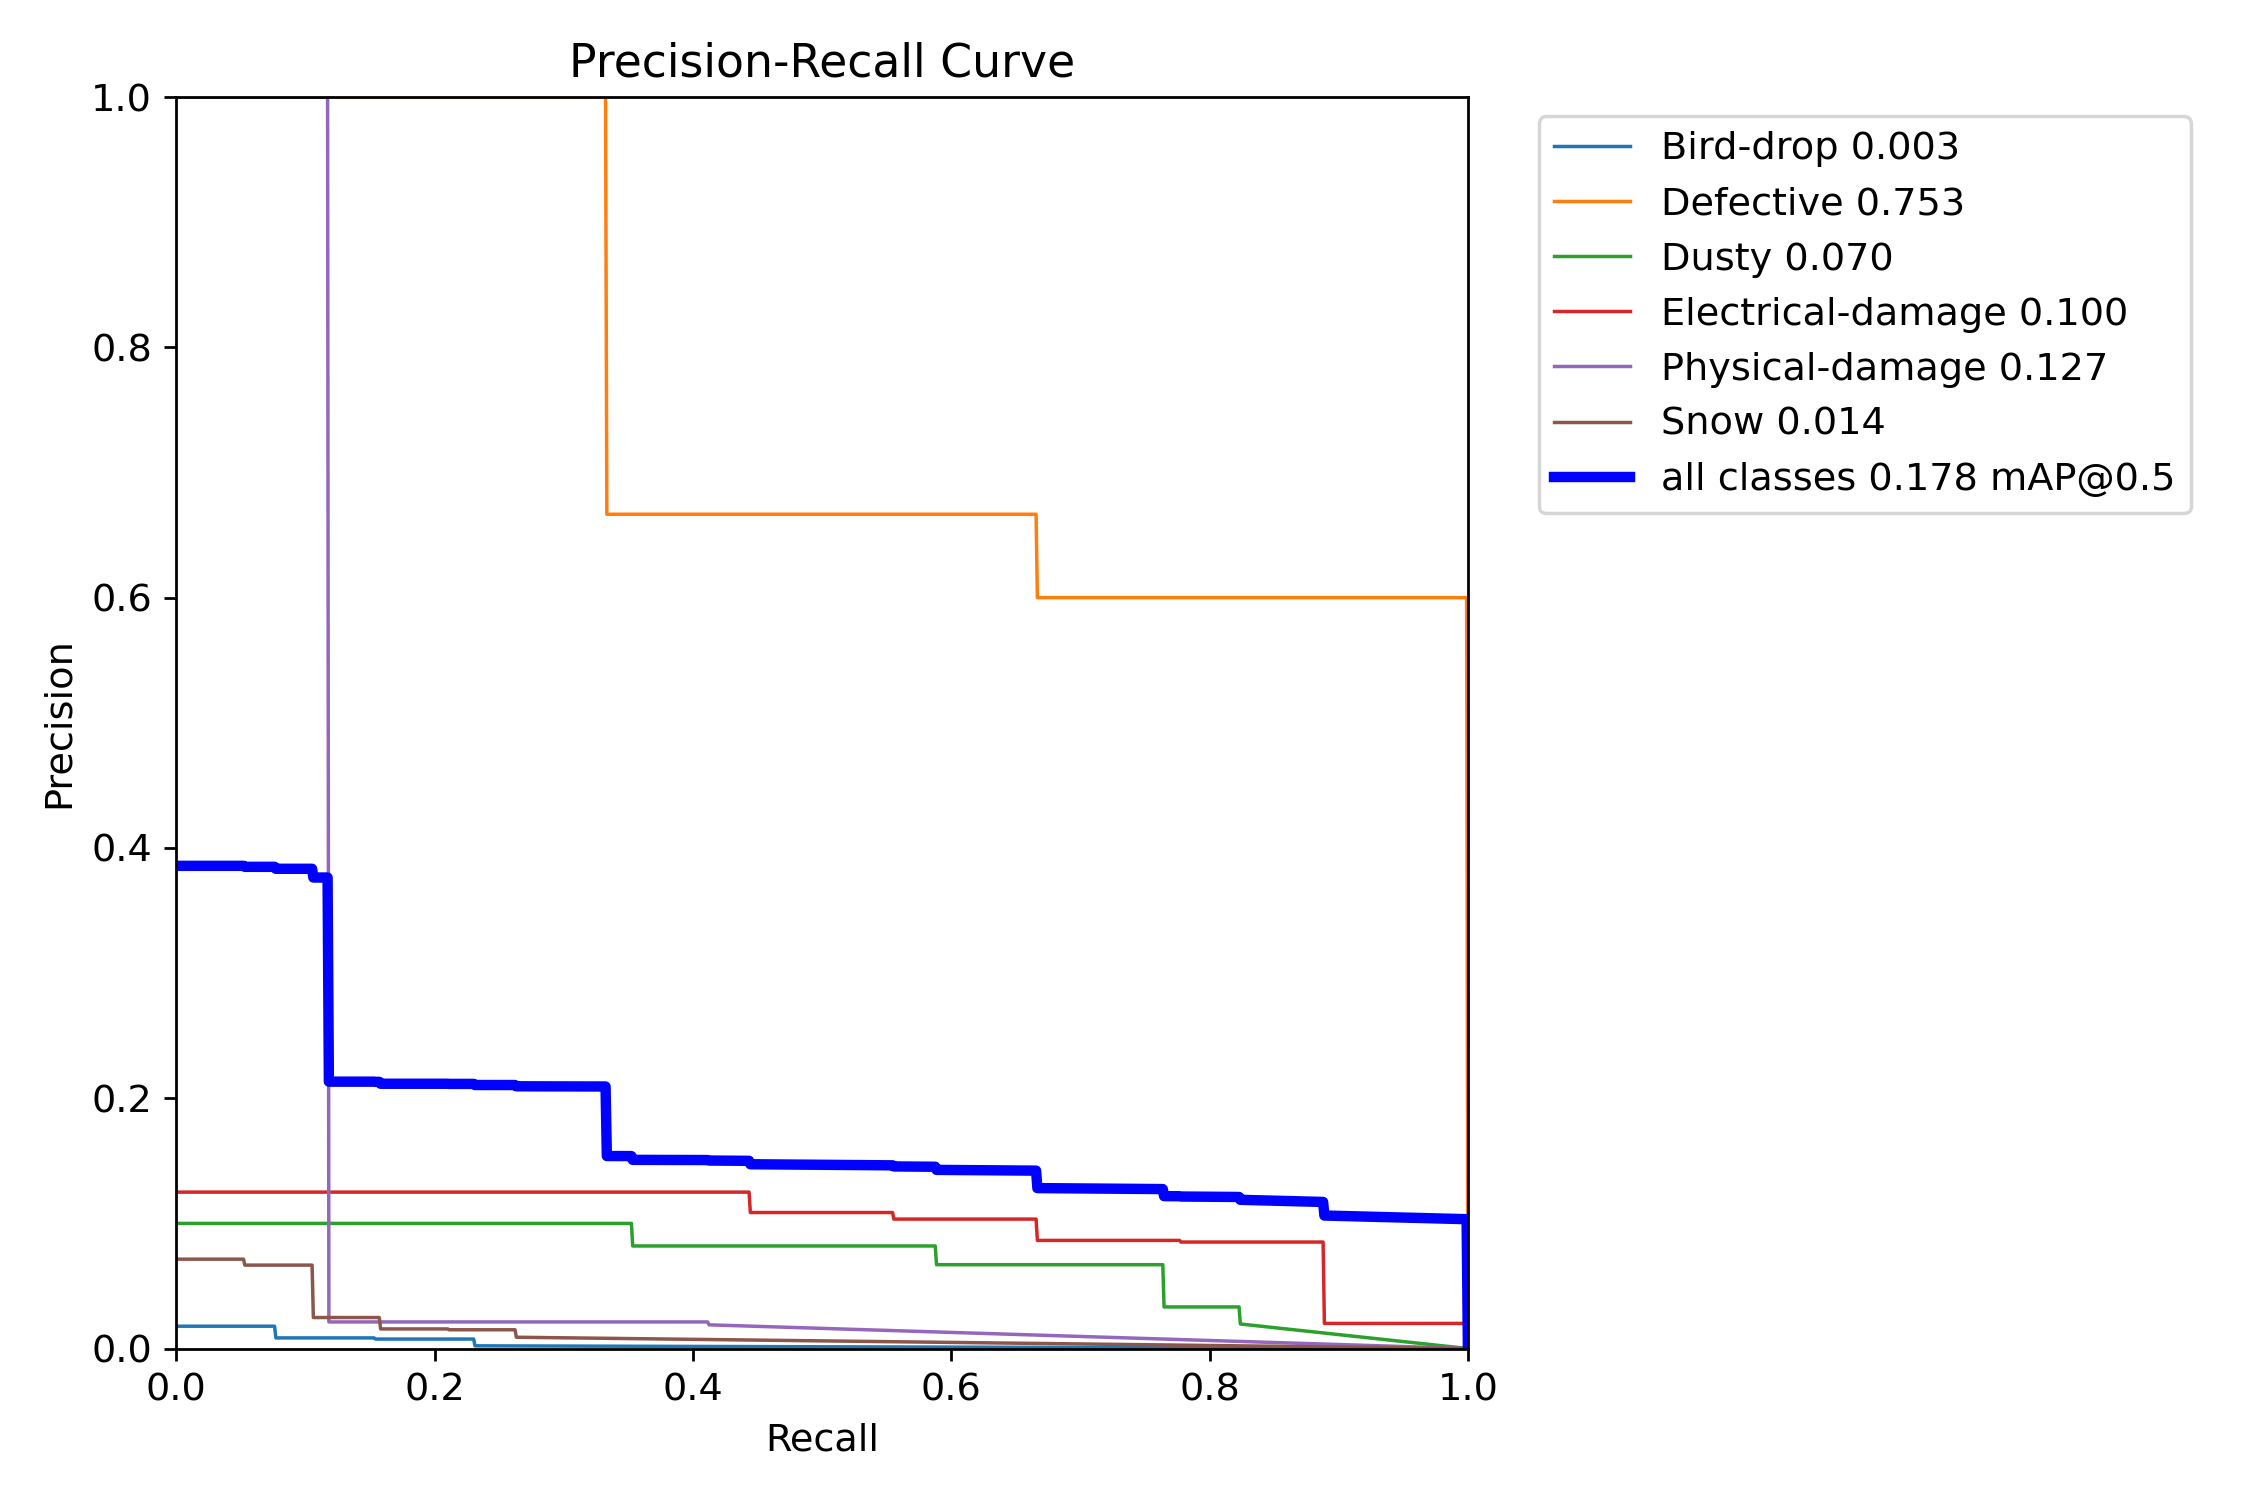 Precision-Recall Curve
1.0
0.8
0.6
0.4
0.2
0.0
Precision
0.0 0.2 0.4 0.6 0.8 1.0
Recall
Bird-drop 0.003
Defective 0.753
Dusty 0.070
Electrical-damage 0.100
Physical-damage 0.127
Snow 0.014
all classes 0.178 mAP@0.5